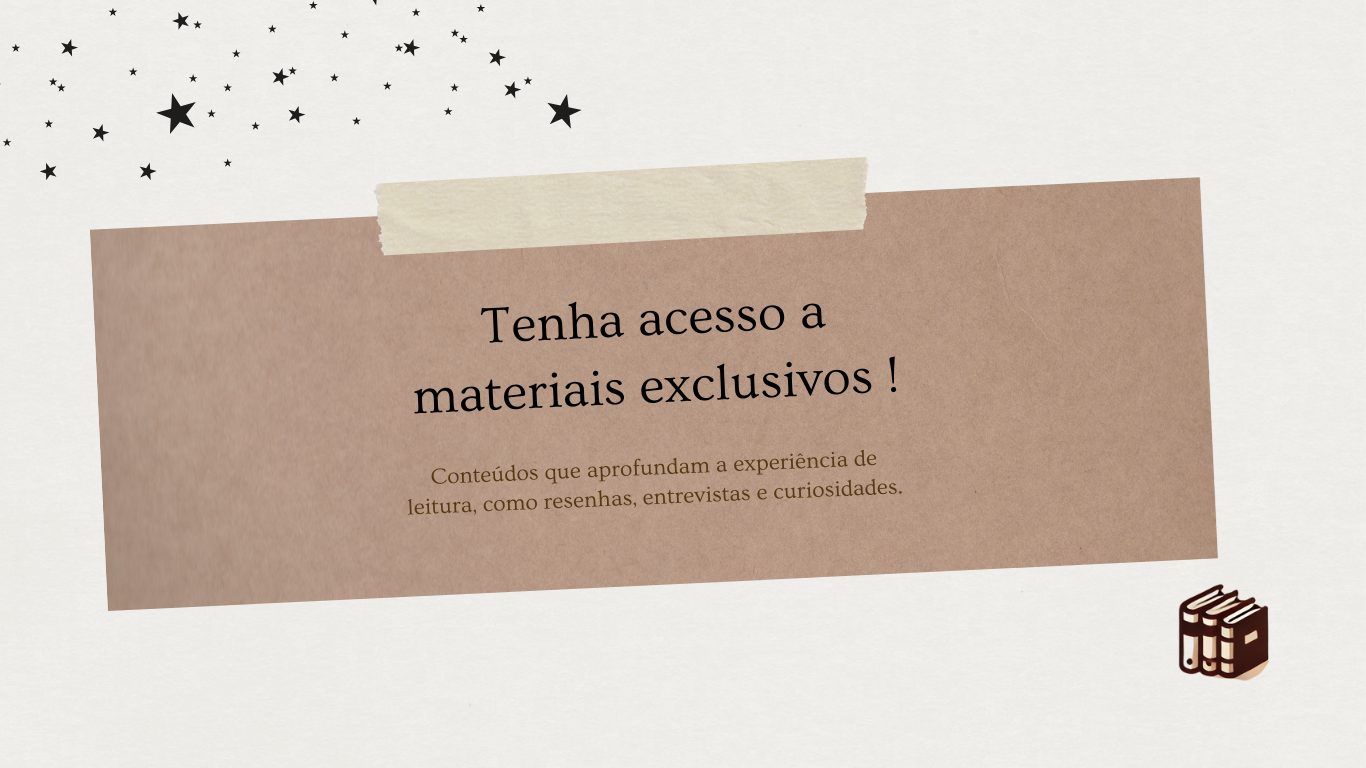 Tenha acesso a
materiais exclusivos !
Conteúdos que aprofundam a experiência de
leitura, como resenhas, entrevistas e curiosidades.